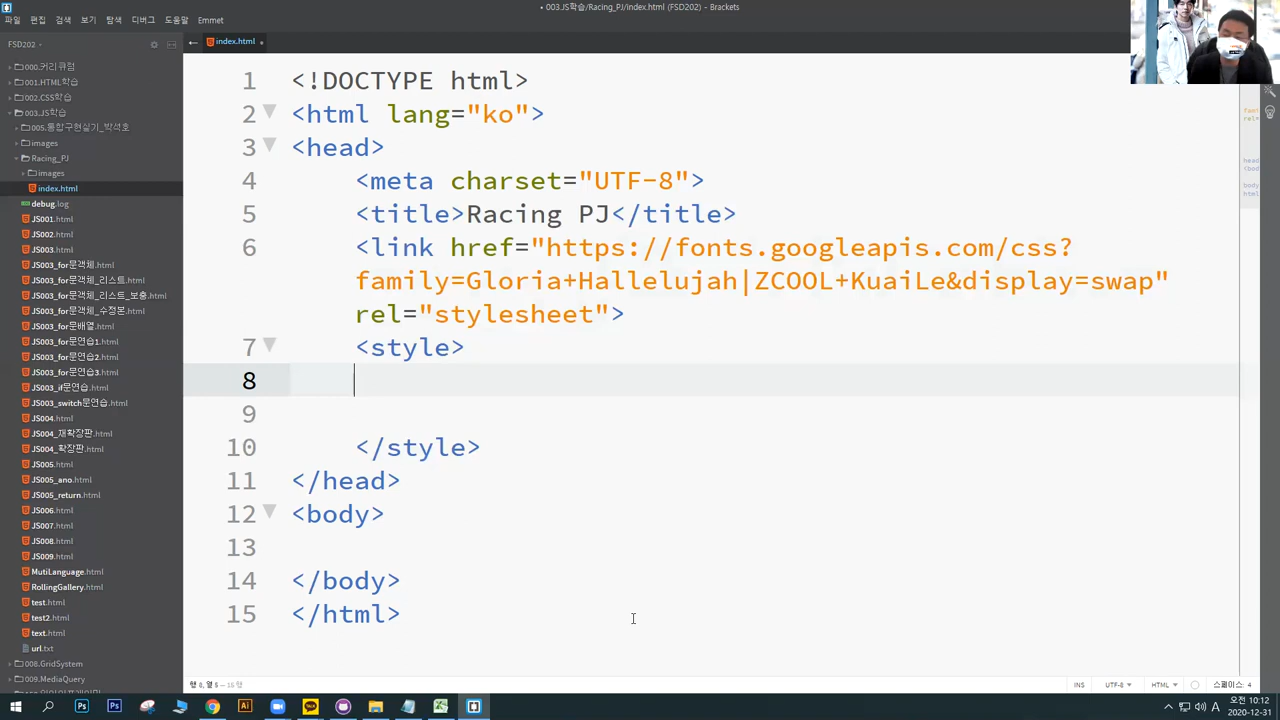 003.JS학습/Racing_PJ/index.html (FSD202) - Brackets
파일 편집 검색 보기 탐색 디버그 도움말 Emmet
FSD202
index.html
000.커리큐럼
001.HTML학습
002.CSS학습
003.JS학습
005.통합구현실기_박석호
images
Racing_PJ
images
index.html
debug.log
JS001.html
JS002.html
JS003.html
JS003_for문객체.html
JS003_for문객체_리스트.html
JS003_for문객체_리스트_보충.html
JS003_for문객체_수정본.html
JS003_for문배열.html
JS003_for문연습1.html
JS003_for문연습2.html
JS003_for문연습3.html
JS003_if문연습.html
JS003_switch문연습.html
JS004.html
JS004_재확장판.html
JS004_확장판.html
JS005.html
JS005_ano.html
JS005_return.html
JS006.html
JS007.html
JS008.html
JS009.html
MutiLanguage.html
RollingGallery.html
test.html
test2.html
text.html
url.txt
008.GridSystem
009.MediaQuery
1 <!DOCTYPE html>
2 <html lang="ko">
3 <head>
4 <meta charset="UTF-8">
5 <title>Racing PJ</title>
6 <link href="https://fonts.googleapis.com/css?
family=Gloria+Hallelujah|ZCOOL+KuaiLe&display=swap"
rel="stylesheet">
7 <style>
8
9
10 </style>
11 </head>
12 <body>
13
14 </body>
15 </html>
행 8, 열 5 — 15 행
INS UTF-8 HTML 스페이스: 4
오전 10:12
2020-12-31